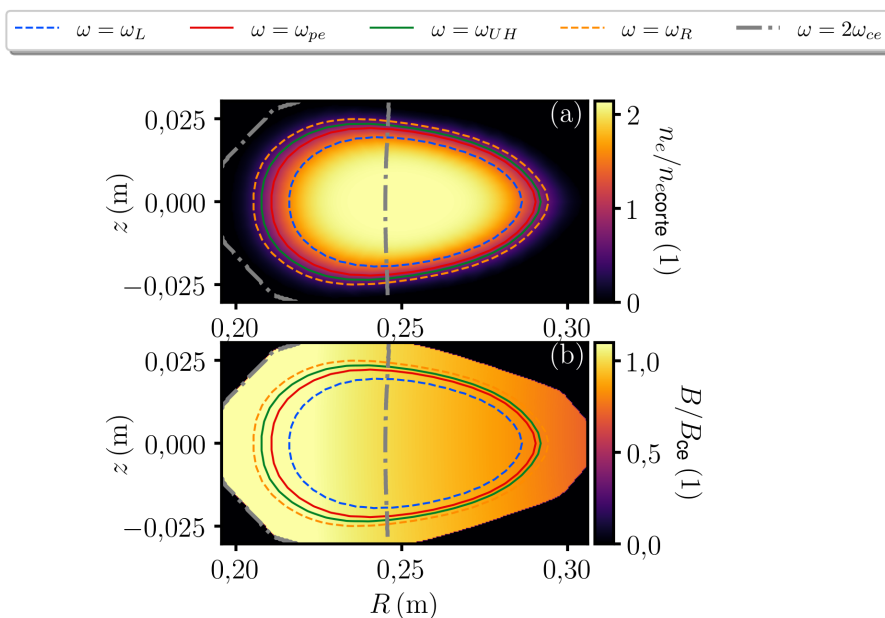 ω = ω_L ω = ω_pe ω = ω_UH ω = ω_R ω = 2ω_ce
(a)
0,025
0,000
−0,025
z (m)
0,20 0,25 0,30
2
1
0
n_e/n_ecorte (1)
(b)
0,025
0,000
−0,025
z (m)
0,20 0,25 0,30
R (m)
1,0
0,5
0,0
B/B_ce (1)